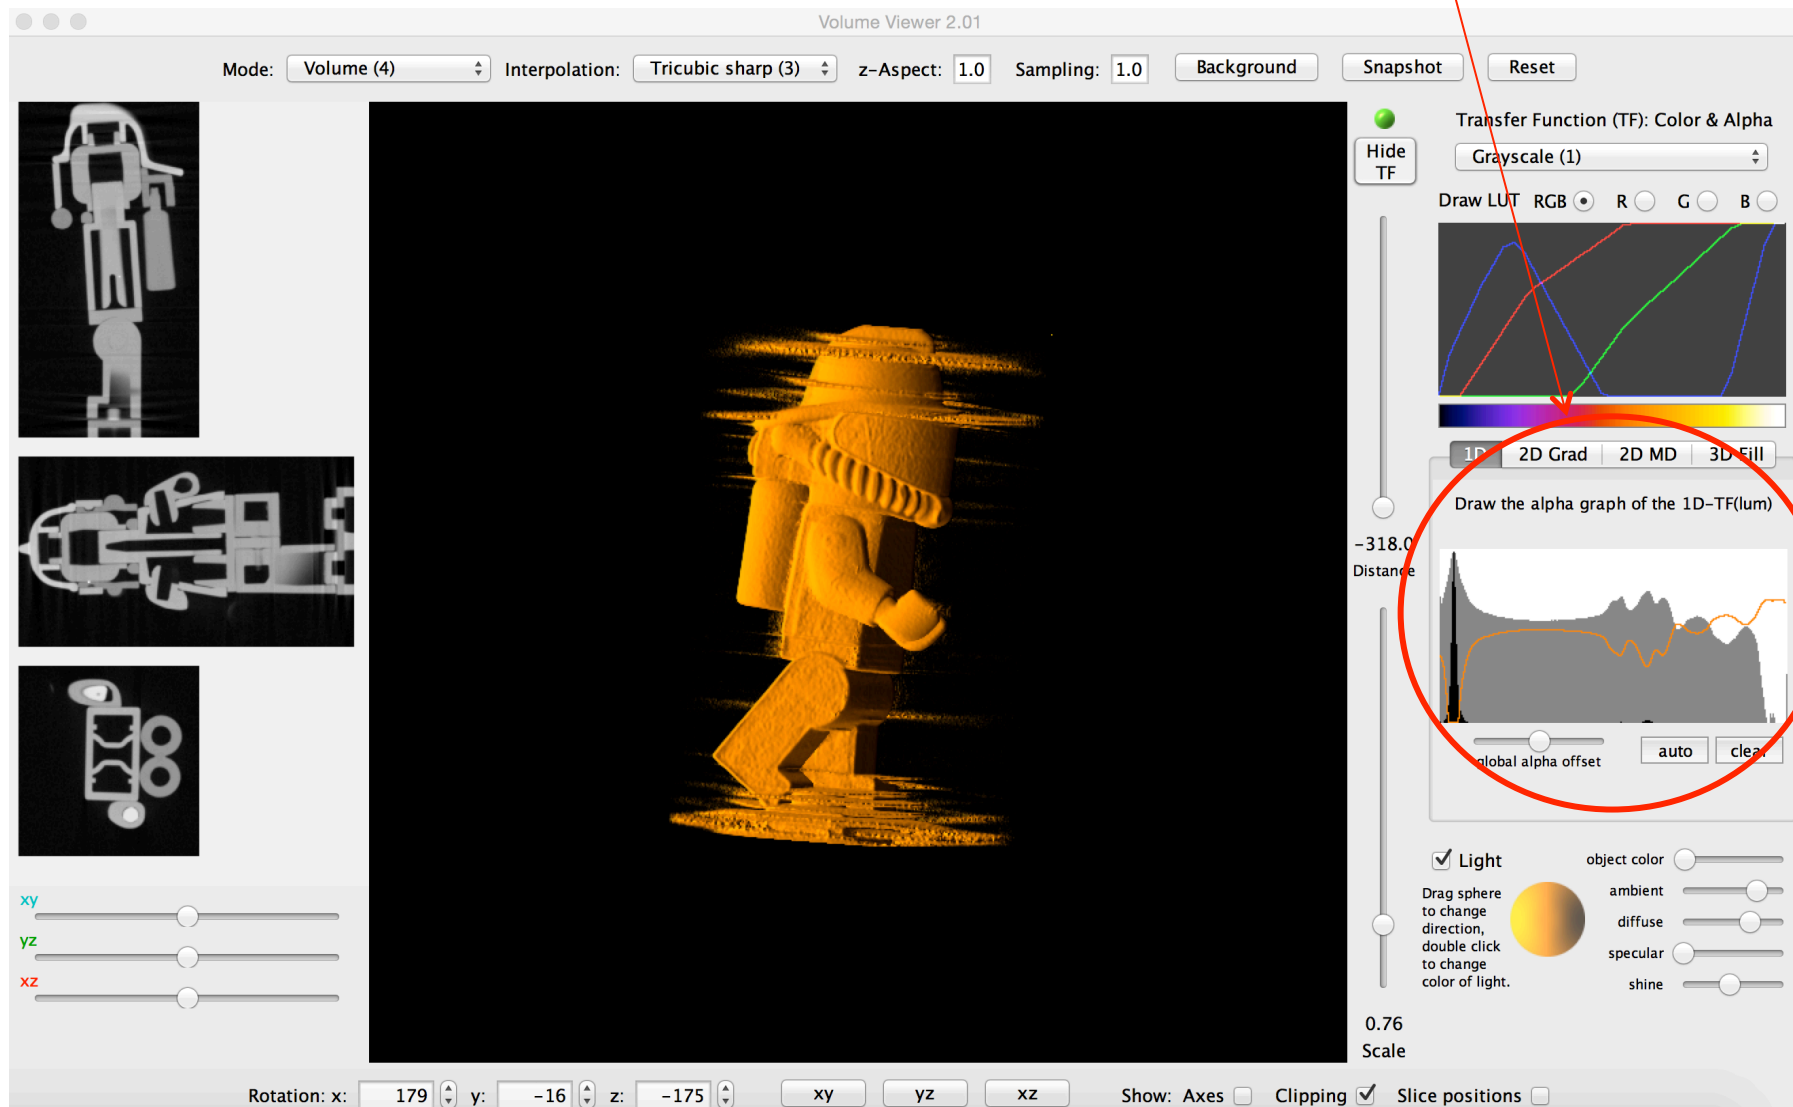 Volume Viewer 2.01
Mode: Volume (4) Interpolation: Tricubic sharp (3) z-Aspect: 1.0 Sampling: 1.0 Background Snapshot Reset
Transfer Function (TF): Color & Alpha
Hide
TF
Grayscale (1)
Draw LUT RGB R G B
1D 2D Grad 2D MD 3D Fill
Draw the alpha graph of the 1D-TF(lum)
-318.0
Distance
global alpha offset auto clear
Light
Drag sphere
to change
direction,
double click
to change
color of light.
object color
ambient
diffuse
specular
shine
xy
yz
xz
0.76
Scale
Rotation: x: 179 y: -16 z: -175 xy yz xz Show: Axes Clipping Slice positions